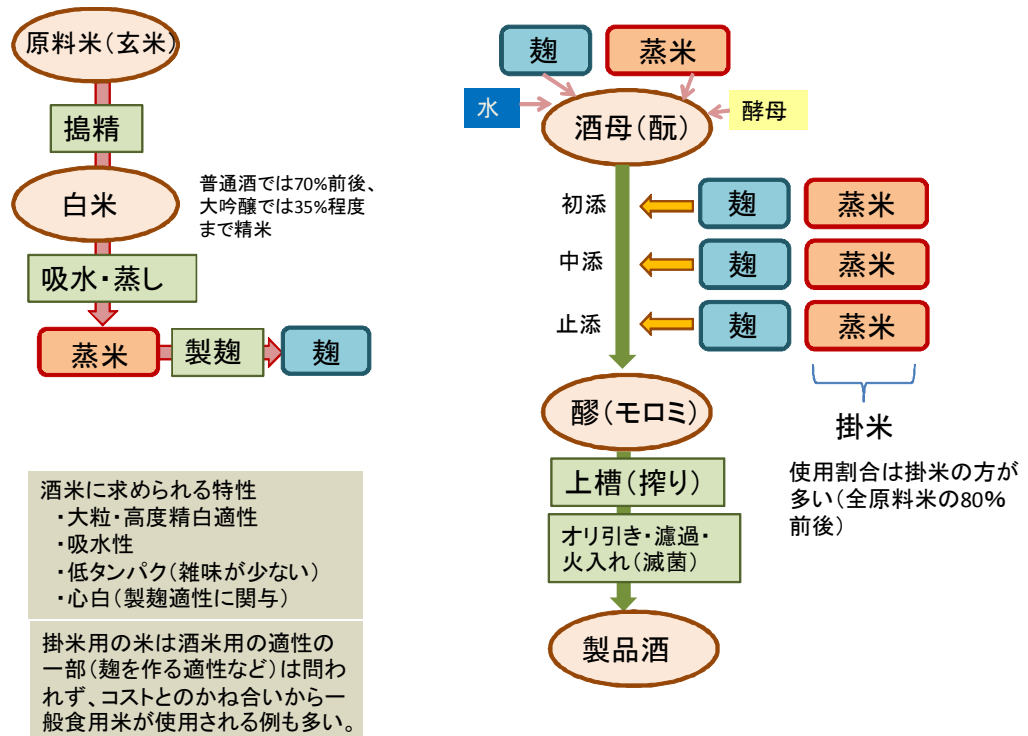 原料米(玄米)
搗精
白米
普通酒では70%前後、
大吟醸では35%程度
まで精米
吸水・蒸し
蒸米
製麹
麹
酒米に求められる特性
・大粒・高度精白適性
・吸水性
・低タンパク(雑味が少ない)
・心白(製麹適性に関与)
掛米用の米は酒米用の適性の
一部(麹を作る適性など)は問わ
れず、コストとのかね合いから一
般食用米が使用される例も多い。
麹
蒸米
水
酵母
酒母(酛)
初添
麹
蒸米
中添
麹
蒸米
止添
麹
蒸米
掛米
使用割合は掛米の方が
多い(全原料米の80%
前後)
醪(モロミ)
上槽(搾り)
オリ引き・濾過・
火入れ(滅菌)
製品酒